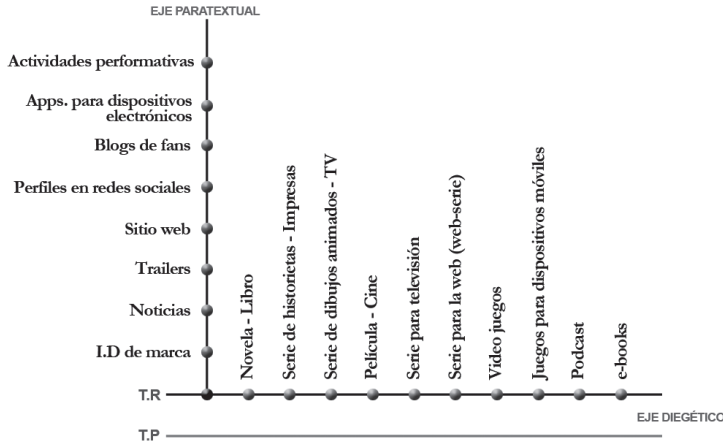 EJE PARATEXTUAL
Actividades performativas
Apps. para dispositivos
electrónicos
Blogs de fans
Perfiles en redes sociales
Sitio web
Trailers
Noticias
I.D de marca
Novela - Libro
Serie de historietas - Impresas
Serie de dibujos animados - TV
Película - Cine
Serie para televisión
Serie para la web (web-serie)
Video juegos
Juegos para dispositivos móviles
Podcast
e-books
T.R
EJE DIEGÉTICO
T.P